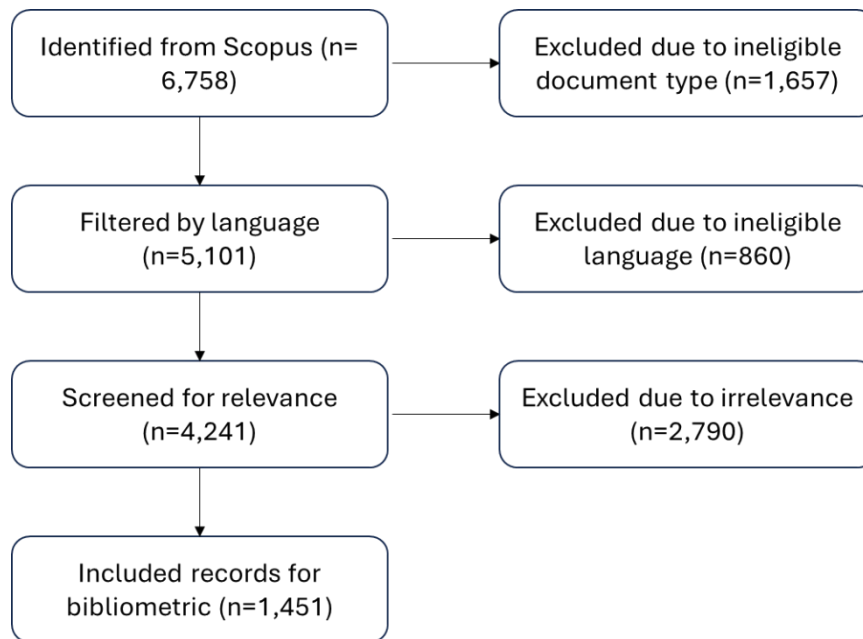 Identified from Scopus (n=
6,758)
Excluded due to ineligible
document type (n=1,657)
Filtered by language
(n=5,101)
Excluded due to ineligible
language (n=860)
Screened for relevance
(n=4,241)
Excluded due to irrelevance
(n=2,790)
Included records for
bibliometric (n=1,451)